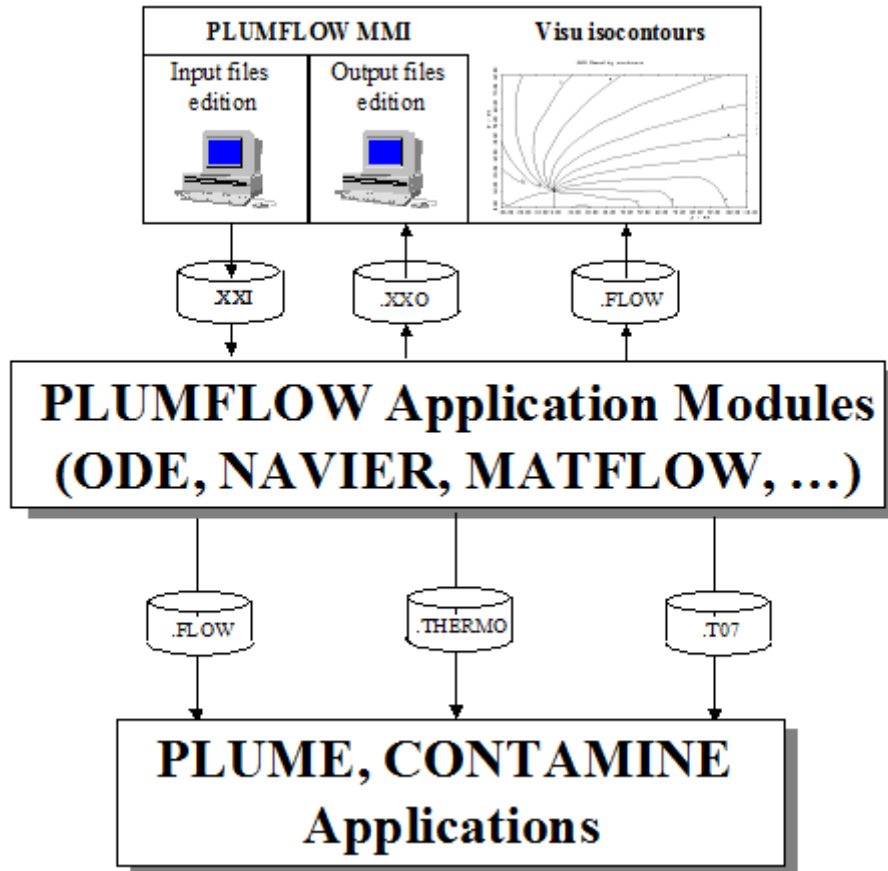 PLUMFLOW MMI
Visu isocontours
Input files
edition
Output files
edition
.XXI
.XXO
.FLOW
PLUMFLOW Application Modules
(ODE, NAVIER, MATFLOW, …)
.FLOW
.THERMO
.T07
PLUME, CONTAMINE
Applications